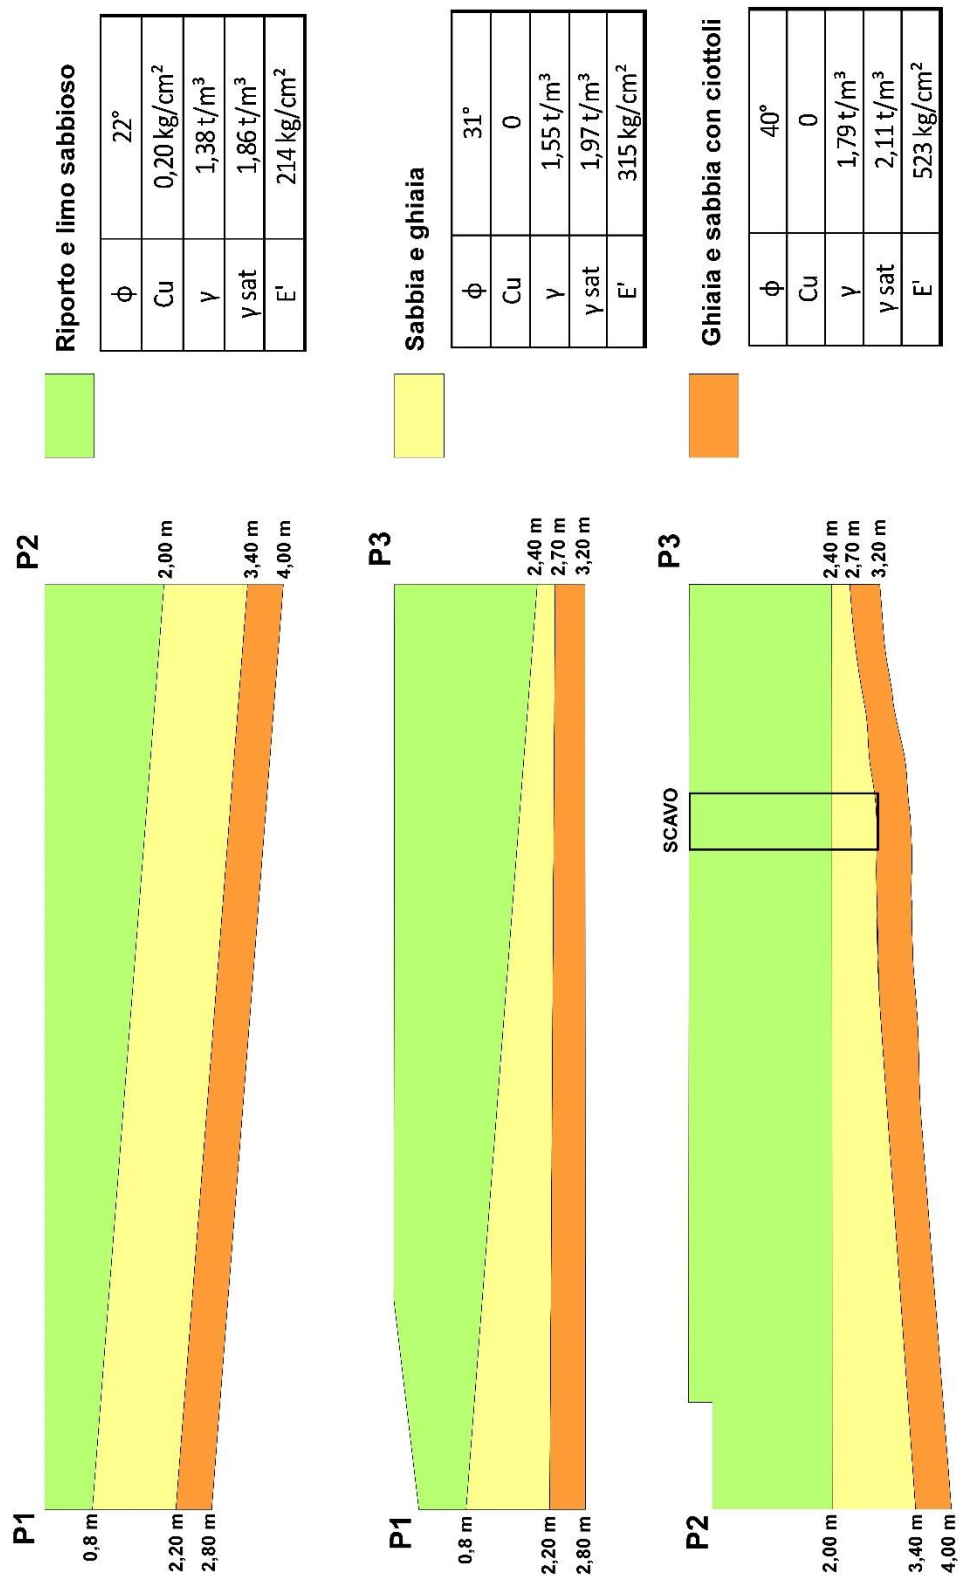 P1
P2
0,8 m
2,20 m
2,80 m
2,00 m
3,40 m
4,00 m
Riporto e limo sabbioso
ϕ 22°
Cu 0,20 kg/cm²
γ 1,38 t/m³
γ sat 1,86 t/m³
E' 214 kg/cm²
P1
P3
0,8 m
2,20 m
2,80 m
2,40 m
2,70 m
3,20 m
Sabbia e ghiaia
ϕ 31°
Cu 0
γ 1,55 t/m³
γ sat 1,97 t/m³
E' 315 kg/cm²
P2
SCAVO
P3
2,00 m
3,40 m
4,00 m
2,40 m
2,70 m
3,20 m
Ghiaia e sabbia con ciottoli
ϕ 40°
Cu 0
γ 1,79 t/m³
γ sat 2,11 t/m³
E' 523 kg/cm²